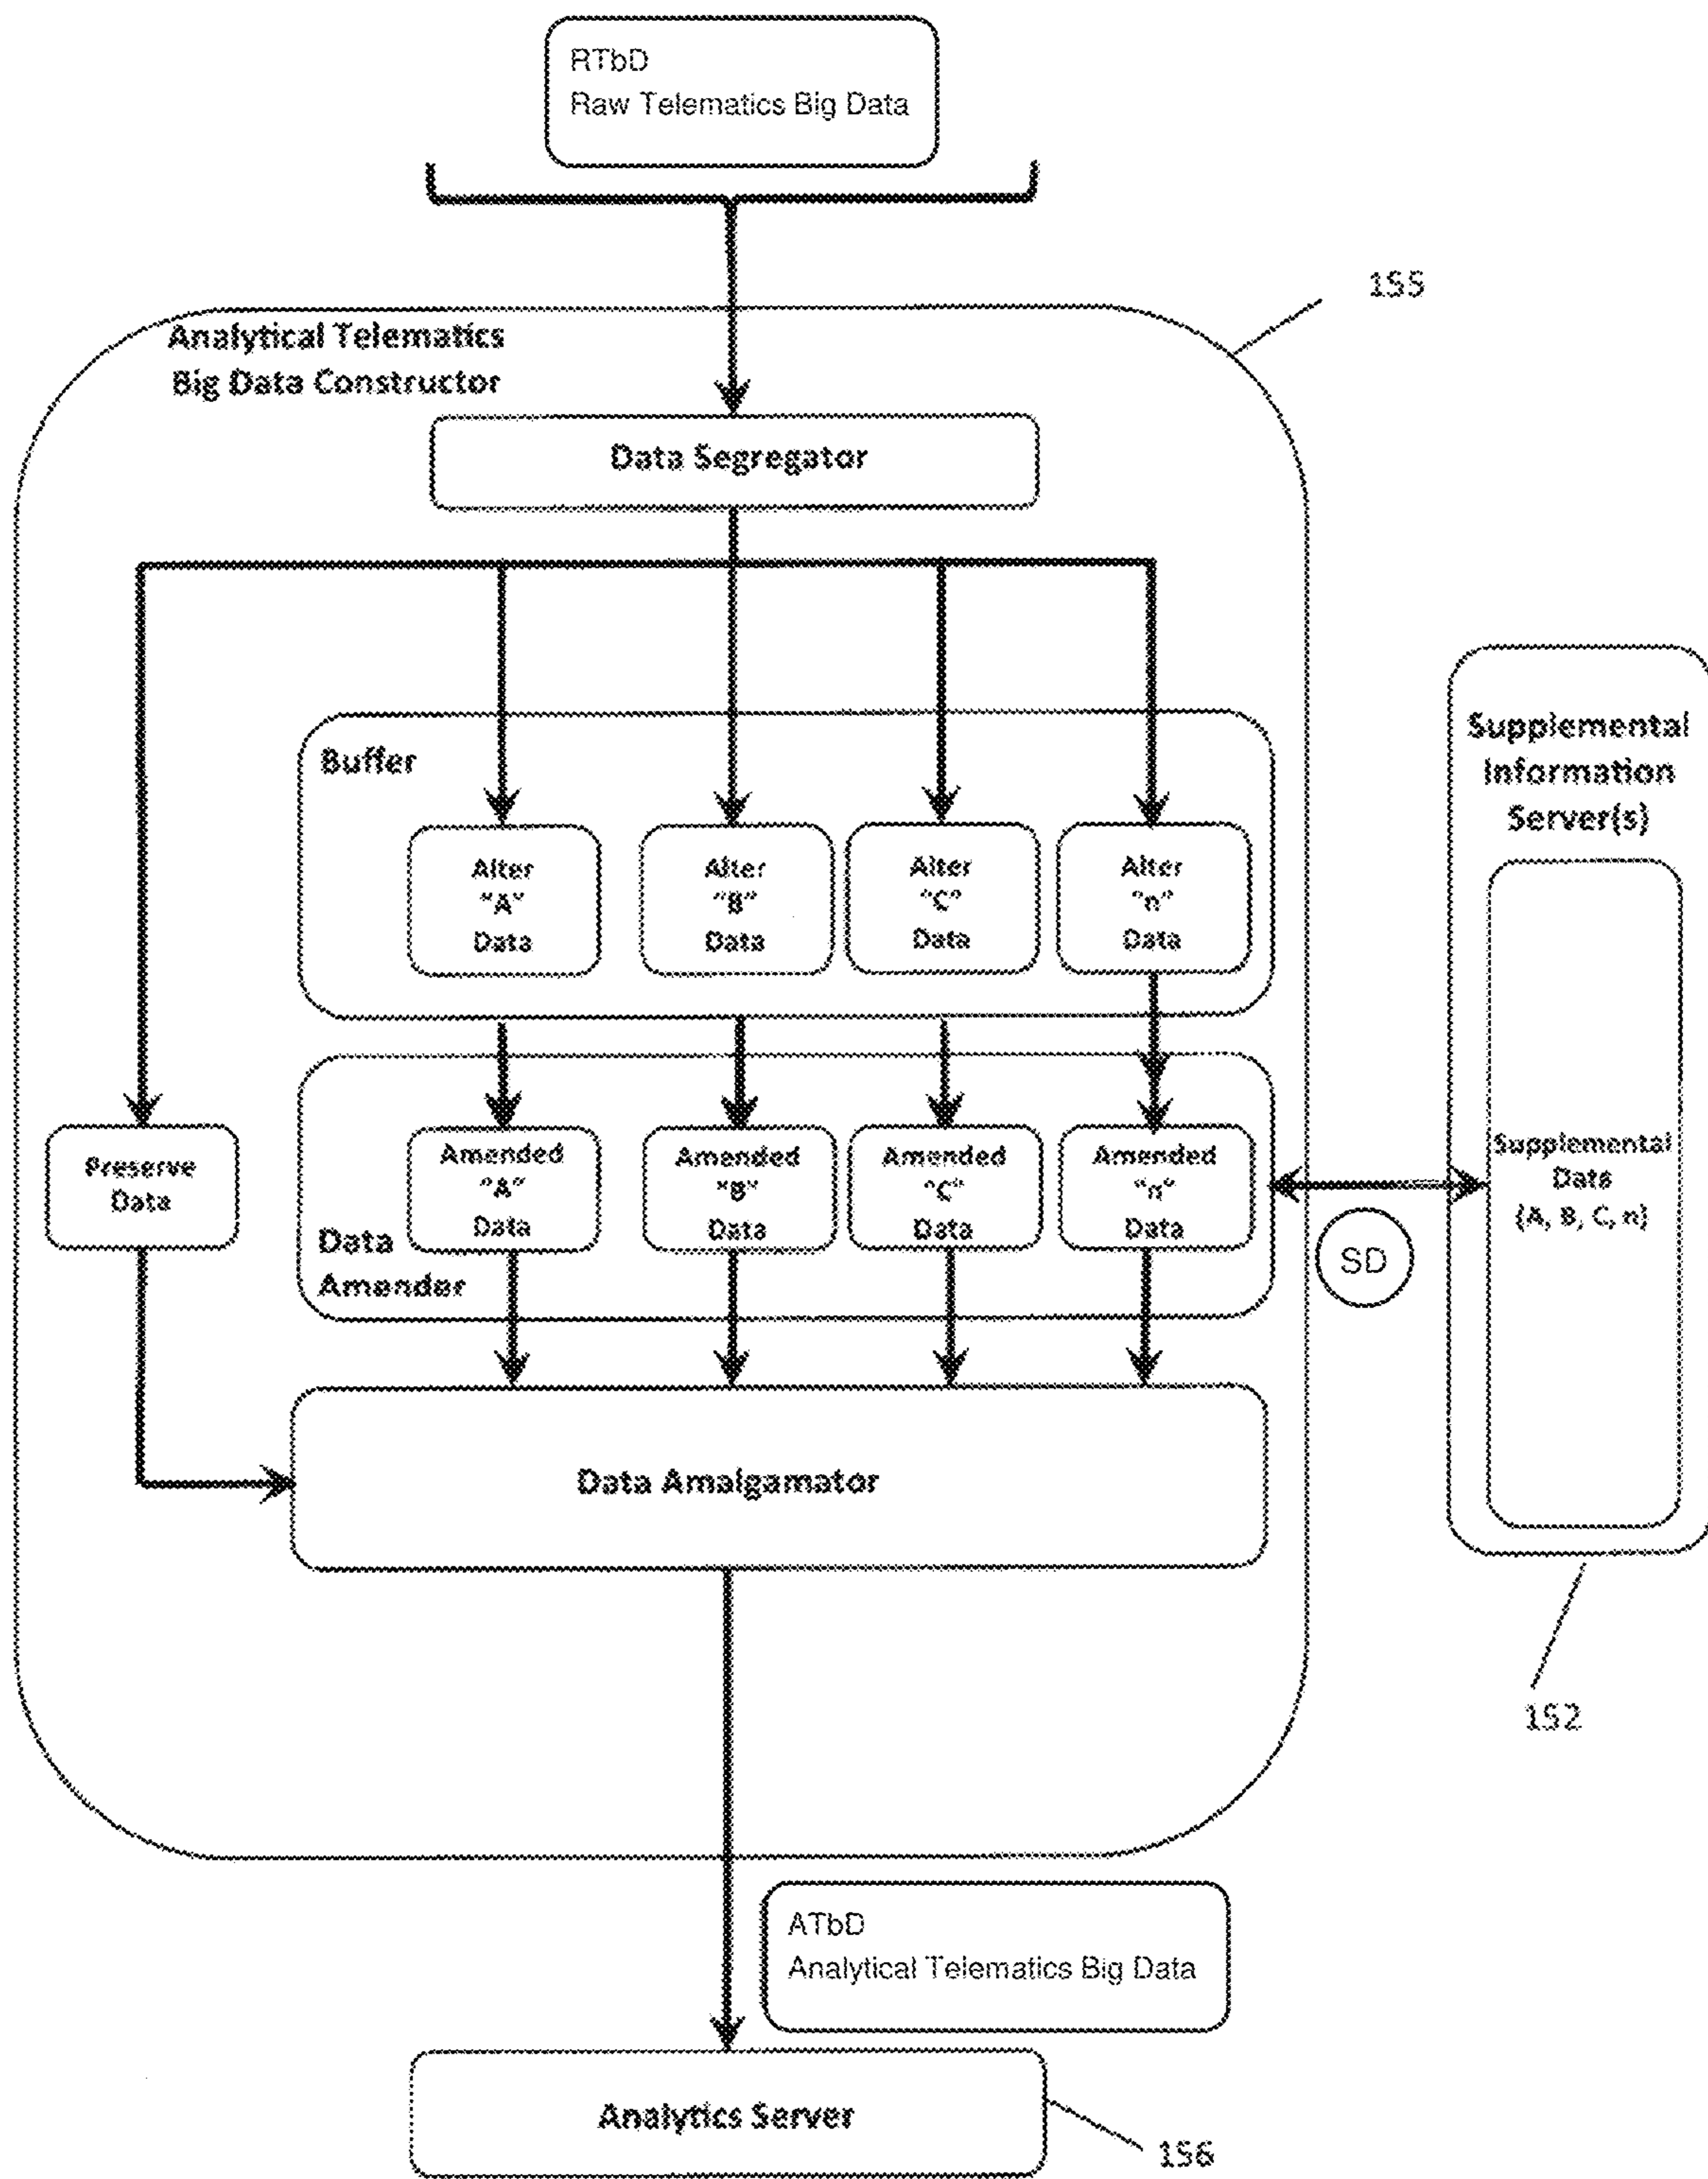 RTbD
Raw Telematics Big Data
155
Analytical Telematics
Big Data Constructor
Data Segregator
Buffer
Alter
"A"
Data
Alter
"B"
Data
Alter
"C"
Data
Alter
"n"
Data
Supplemental
Information
Server(s)
Preserve
Data
Amended
"A"
Data
Amended
"B"
Data
Amended
"C"
Data
Amended
"n"
Data
Data
Amender
Supplemental
Data
(A, B, C, n)
SD
Data Amalgamator
152
ATbD
Analytical Telematics Big Data
Analytics Server
156